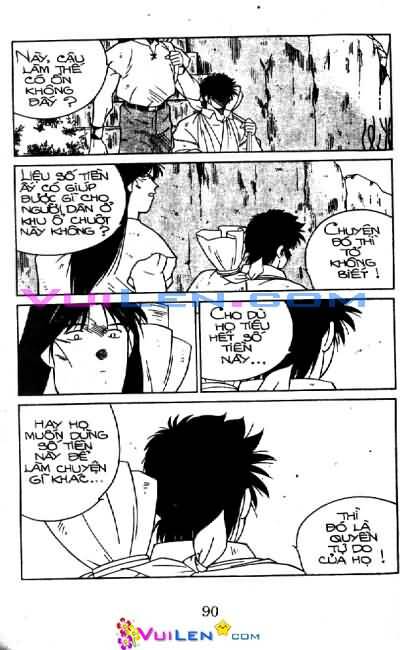 NÀY, CẬU
LÀM THẾ
CÓ ỔN
KHÔNG
ĐẤY ?
LIỆU SỐ TIỀN
ẤY CÓ GIÚP
ĐƯỢC GÌ CHO
NGƯỜI DÂN Ở
KHU Ổ CHUỘT
NÀY KHÔNG ?
CHUYỆN
ĐÓ THÌ
TỚ
KHÔNG
BIẾT !
VUILEN.COM
CHO DÙ
HỌ TIÊU
HẾT SỐ
TIỀN
NÀY...
HAY HỌ
MUỐN DÙNG
SỐ TIỀN
NÀY ĐỂ
LÀM CHUYỆN
GÌ KHÁC...
THÌ
ĐÓ LÀ
QUYỀN
TỰ DO
CỦA HỌ !
90
VUILEN.COM